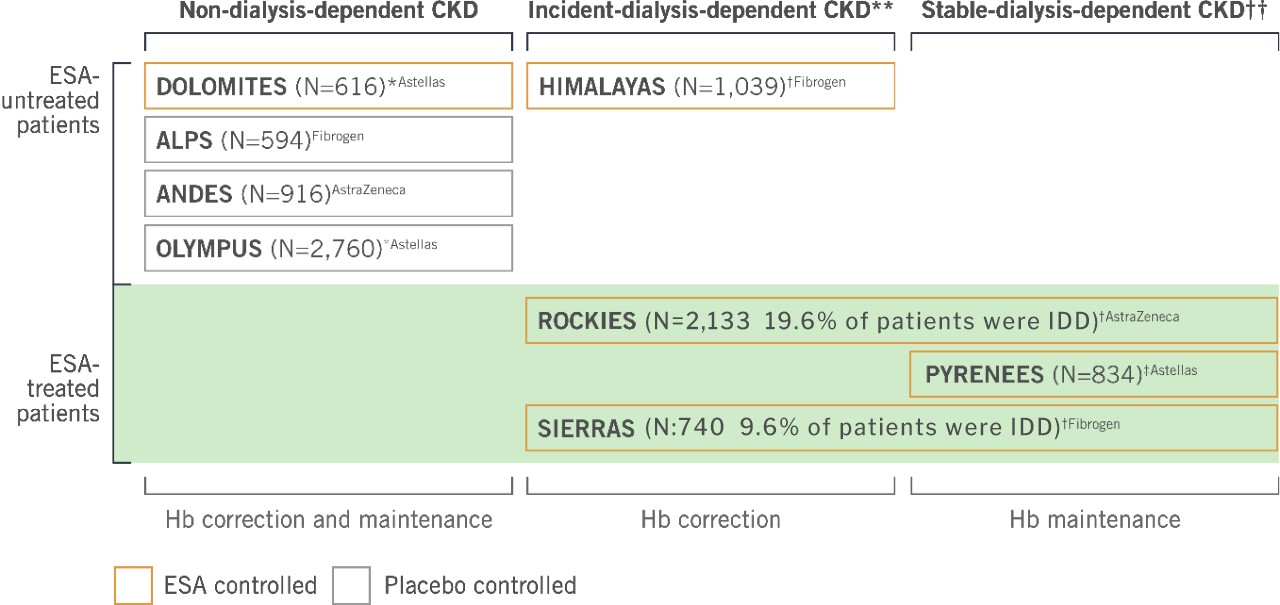 Non-dialysis-dependent CKD
Incident-dialysis-dependent CKD**
Stable-dialysis-dependent CKD††
ESA-
untreated
patients
DOLOMITES (N=616)*Astellas
HIMALAYAS (N=1,039)†Fibrogen
ALPS (N=594)Fibrogen
ANDES (N=916)AstraZeneca
OLYMPUS (N=2,760)*Astellas
ESA-
treated
patients
ROCKIES (N=2,133 19.6% of patients were IDD)†AstraZeneca
PYRENEES (N=834)‡Astellas
SIERRAS (N:740 9.6% of patients were IDD)†Fibrogen
Hb correction and maintenance
Hb correction
Hb maintenance
ESA controlled
Placebo controlled